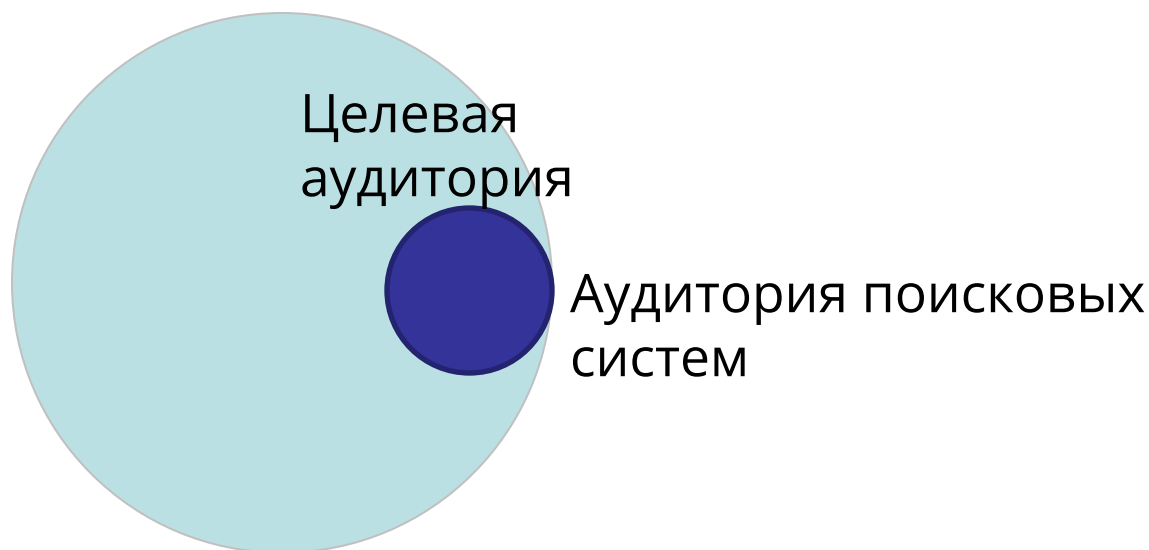 Целевая
аудитория
Аудитория поисковых
систем